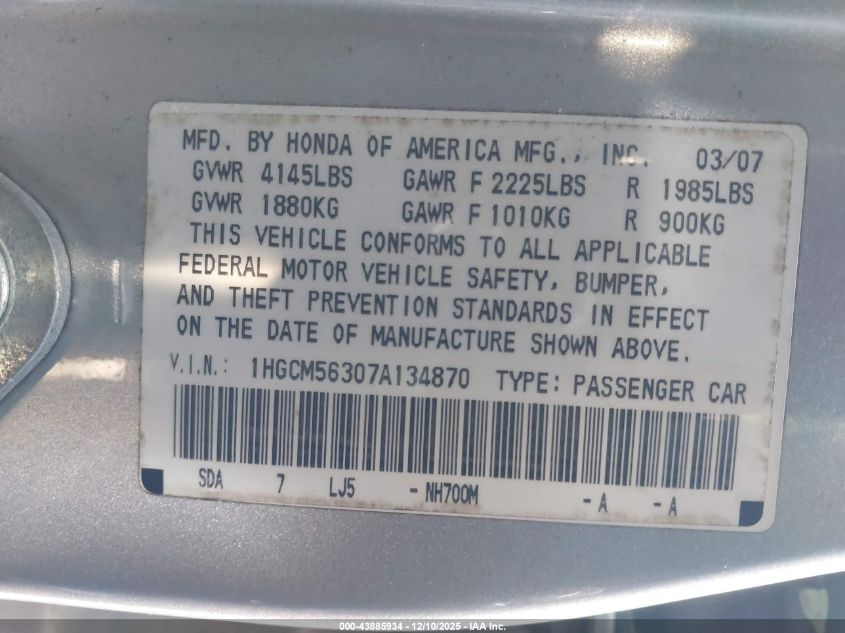 MFD. BY HONDA OF AMERICA MFG., INC. 03/07
GVWR 4145LBS GAWR F 2225LBS R 1985LBS
GVWR 1880KG GAWR F 1010KG R 900KG
THIS VEHICLE CONFORMS TO ALL APPLICABLE
FEDERAL MOTOR VEHICLE SAFETY, BUMPER,
AND THEFT PREVENTION STANDARDS IN EFFECT
ON THE DATE OF MANUFACTURE SHOWN ABOVE.
V.I.N.: 1HGCM56307A134870 TYPE: PASSENGER CAR
SDA 7 LJ5 - NH700M - A - A
000-43885934 - 12/10/2025 - IAA Inc.